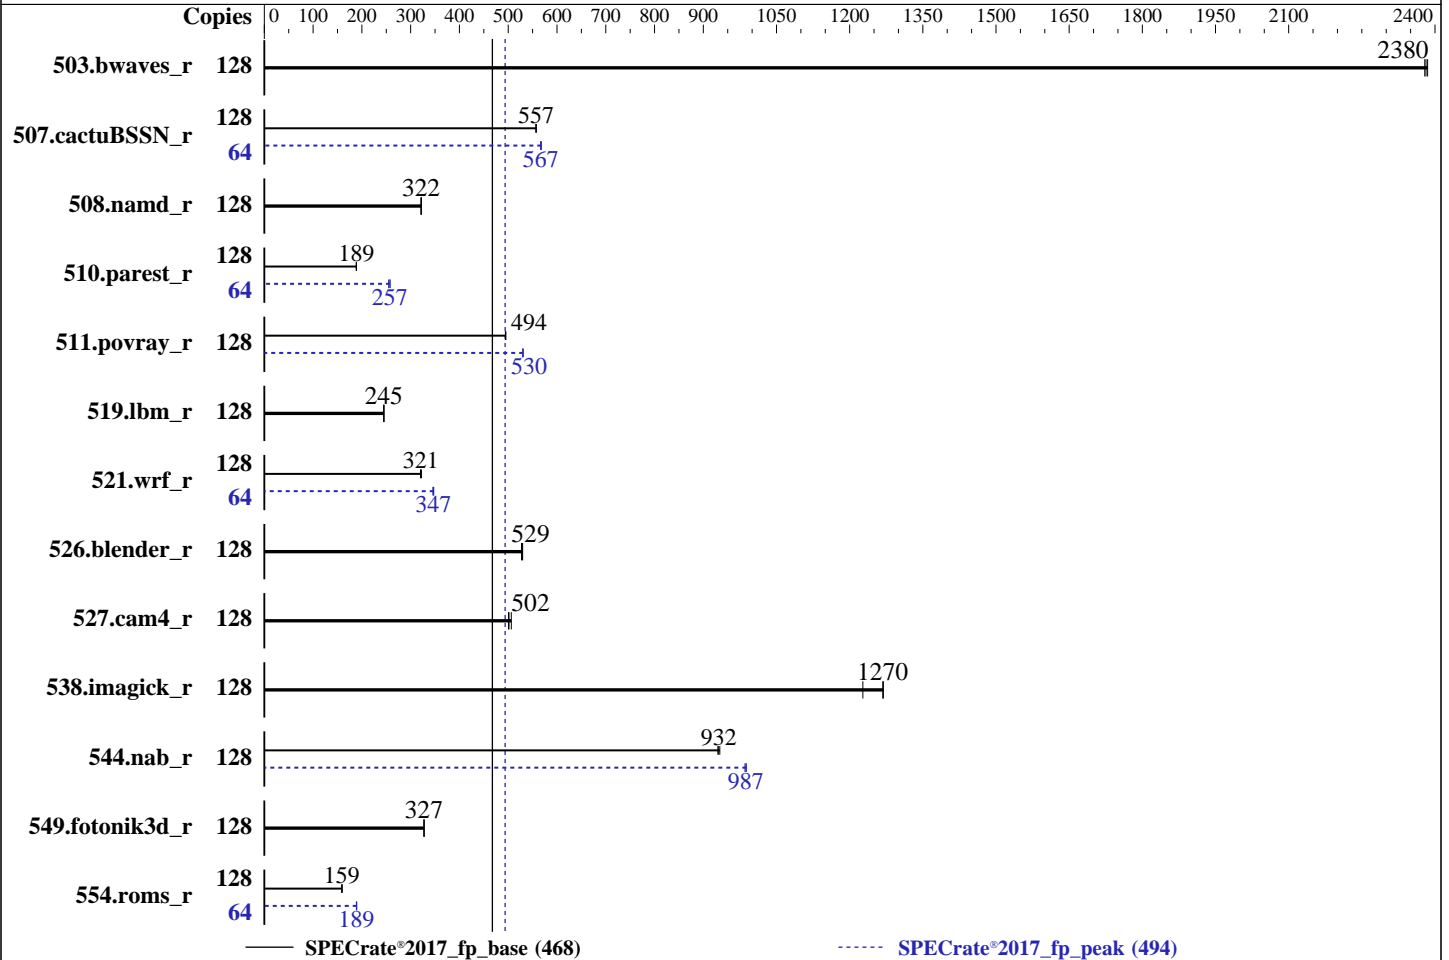 Copies 0 100 200 300 400 500 600 700 800 900 1050 1200 1350 1500 1650 1800 1950 2100 2400
503.bwaves_r 128 2380
507.cactuBSSN_r 128 557
64 567
508.namd_r 128 322
510.parest_r 128 189
64 257
511.povray_r 128 494
530
519.lbm_r 128 245
521.wrf_r 128 321
64 347
526.blender_r 128 529
527.cam4_r 128 502
538.imagick_r 128 1270
544.nab_r 128 932
987
549.fotonik3d_r 128 327
554.roms_r 128 159
64 189
SPECrate®2017_fp_base (468) SPECrate®2017_fp_peak (494)